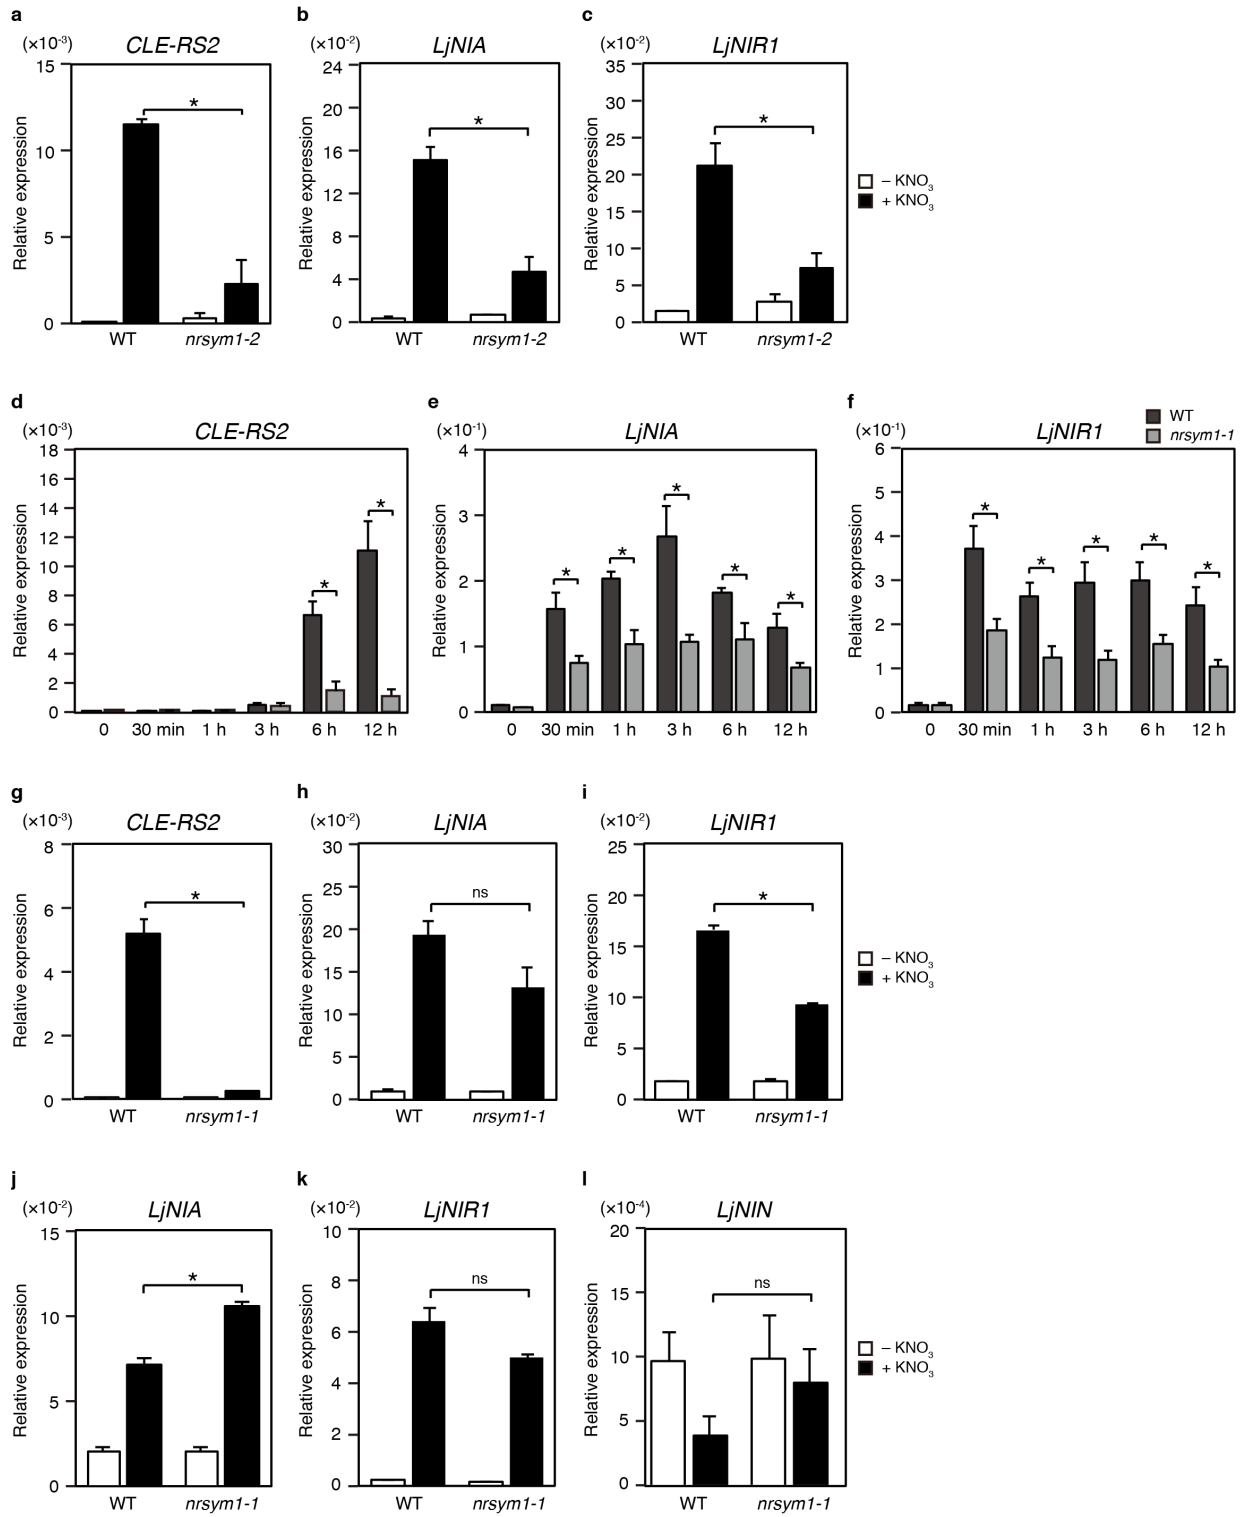 a b c
(×10⁻³) CLE-RS2 (×10⁻²) LjNIA (×10⁻²) LjNIR1
Relative expression
15
10
5
0
*
WT nrsym1-2
Relative expression
24
20
16
12
8
4
0
*
WT nrsym1-2
Relative expression
35
30
25
20
15
10
5
0
*
WT nrsym1-2
– KNO₃
+ KNO₃
d e f
(×10⁻³) CLE-RS2 (×10⁻¹) LjNIA (×10⁻¹) LjNIR1
WT
nrsym1-1
Relative expression
18
16
14
12
10
8
6
4
2
0
* *
0 30 min 1 h 3 h 6 h 12 h
Relative expression
4
3
2
1
0
* * * * *
0 30 min 1 h 3 h 6 h 12 h
Relative expression
6
5
4
3
2
1
0
* * * * *
0 30 min 1 h 3 h 6 h 12 h
g h i
(×10⁻³) CLE-RS2 (×10⁻²) LjNIA (×10⁻²) LjNIR1
Relative expression
8
6
4
2
0
*
WT nrsym1-1
Relative expression
30
25
20
15
10
5
0
ns
WT nrsym1-1
Relative expression
25
20
15
10
5
0
*
WT nrsym1-1
– KNO₃
+ KNO₃
j k l
(×10⁻²) LjNIA (×10⁻²) LjNIR1 (×10⁻⁴) LjNIN
Relative expression
15
10
5
0
*
WT nrsym1-1
Relative expression
10
8
6
4
2
0
ns
WT nrsym1-1
Relative expression
20
15
10
5
0
ns
WT nrsym1-1
– KNO₃
+ KNO₃